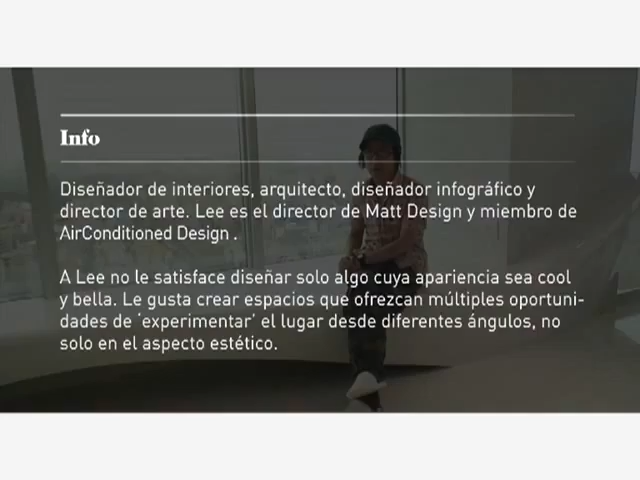 Info
Diseñador de interiores, arquitecto, diseñador infográfico y
director de arte. Lee es el director de Matt Design y miembro de
AirConditioned Design .
A Lee no le satisface diseñar solo algo cuya apariencia sea cool
y bella. Le gusta crear espacios que ofrezcan múltiples oportuni-
dades de 'experimentar' el lugar desde diferentes ángulos, no
solo en el aspecto estético.